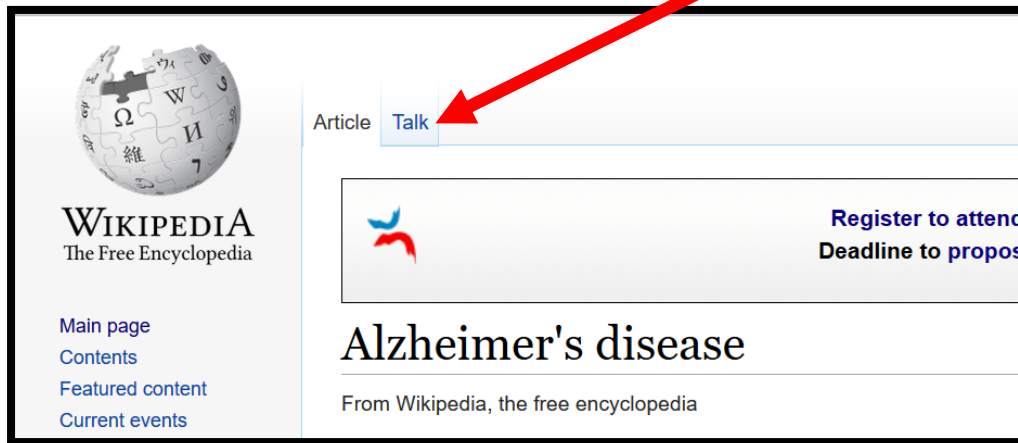 WIKIPEDIA
The Free Encyclopedia
Main page
Contents
Featured content
Current events
Article Talk
Register to attend
Deadline to propos
Alzheimer's disease
From Wikipedia, the free encyclopedia